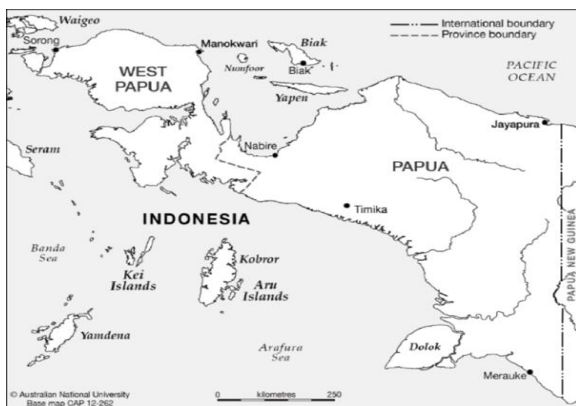 Waigeo
Sorong
Manokwari
Biak
Numfoor
Biak
WEST
PAPUA
Yapen
International boundary
Province boundary
PACIFIC
OCEAN
Seram
Nabire
Jayapura
PAPUA
Timika
INDONESIA
Banda
Sea
Kei
Islands
Kobror
Aru
Islands
PAPUA NEW GUINEA
Yamdena
Arafura
Sea
Dolok
Merauke
© Australian National University
Base map CAP 12-262
0 kilometres 250